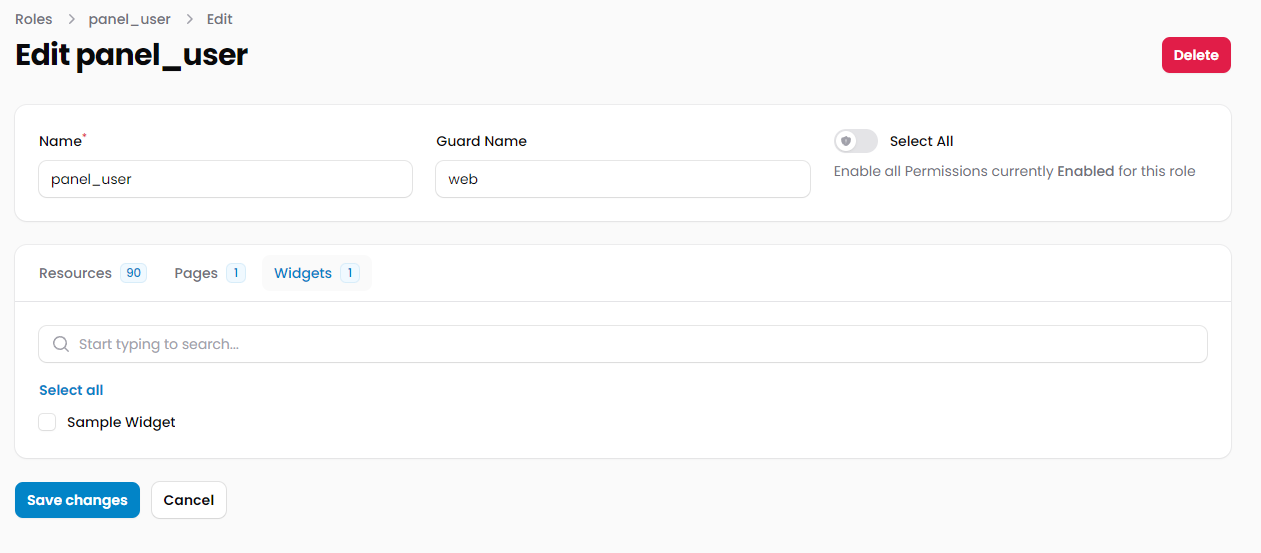 Roles > panel_user > Edit
Edit panel_user
Delete
Name*
Guard Name
Select All
panel_user
web
Enable all Permissions currently Enabled for this role
Resources 90 Pages 1 Widgets 1
Start typing to search...
Select all
Sample Widget
Save changes Cancel